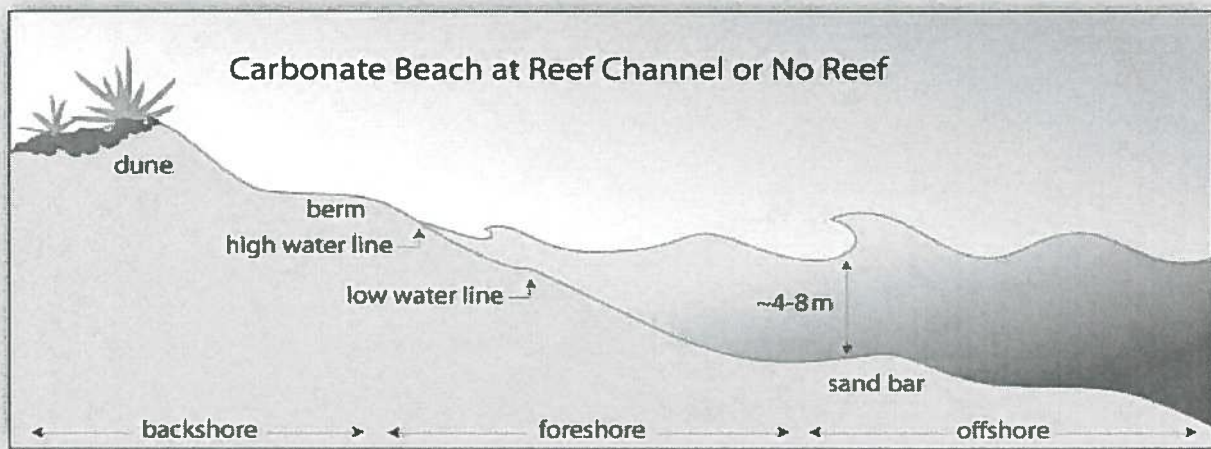 Carbonate Beach at Reef Channel or No Reef
dune
berm
high water line
low water line
~4-8m
sand bar
backshore
foreshore
offshore